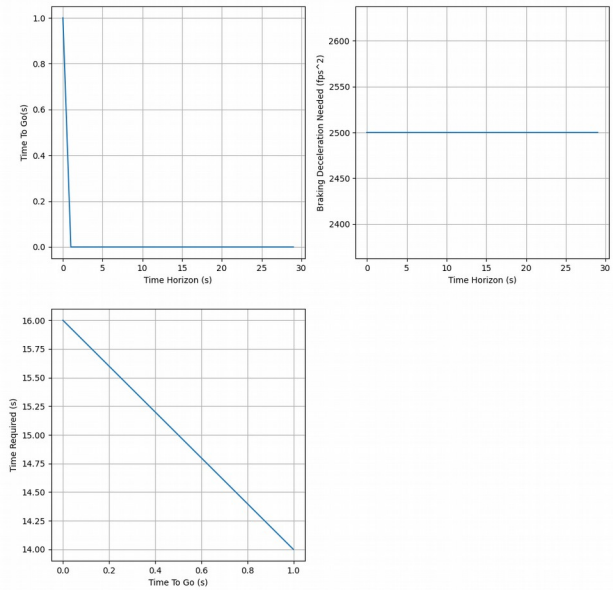 1.0
0.8
0.6
0.4
0.2
0.0
Time To Go(s)
0 5 10 15 20 25 30
Time Horizon (s)
2600
2550
2500
2450
2400
Braking Deceleration Needed (fps^2)
0 5 10 15 20 25 30
Time Horizon (s)
16.00
15.75
15.50
15.25
15.00
14.75
14.50
14.25
14.00
Time Required (s)
0.0 0.2 0.4 0.6 0.8 1.0
Time To Go (s)